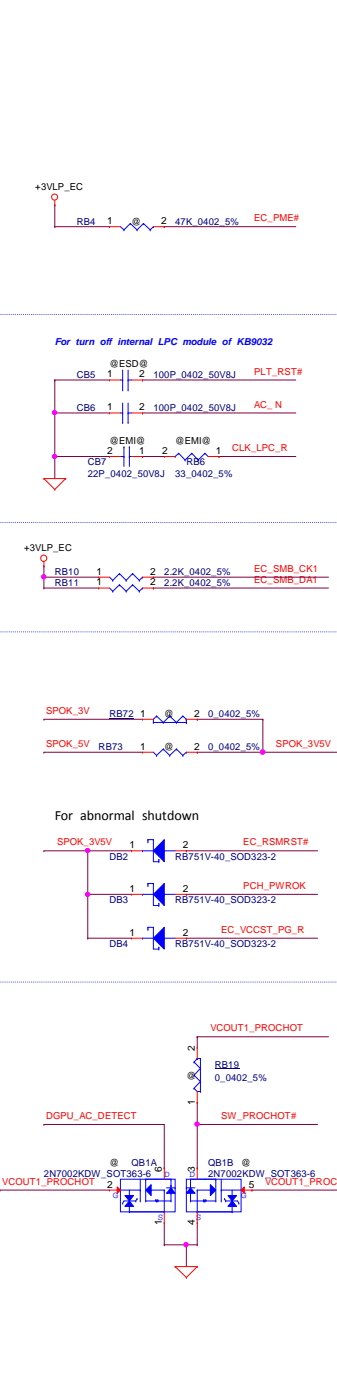 +3VLP_EC
RB4 1 @ 2 47K_0402_5% EC_PME#
For turn off internal LPC module of KB9032
@ESD@
CB5 1 2 100P_0402_50V8J PLT_RST#
CB6 1 2 100P_0402_50V8J AC_ N
@EMI@ @EMI@
2 1 2 1 CLK_LPC_R
CB7 RB6
22P_0402_50V8J 33_0402_5%
+3VLP_EC
RB10 1 2 2.2K_0402_5% EC_SMB_CK1
RB11 1 2 2.2K_0402_5% EC_SMB_DA1
SPOK_3V RB72 1 @ 2 0_0402_5%
SPOK_5V RB73 1 @ 2 0_0402_5% SPOK_3V5V
For abnormal shutdown
SPOK_3V5V 1 2 EC_RSMRST#
DB2 RB751V-40_SOD323-2
1 2 PCH_PWROK
DB3 RB751V-40_SOD323-2
1 2 EC_VCCST_PG_R
DB4 RB751V-40_SOD323-2
VCOUT1_PROCHOT
2
RB19
@ 0_0402_5%
1
DGPU_AC_DETECT SW_PROCHOT#
@ QB1A QB1B @
2N7002KDW_SOT363-6 2N7002KDW_SOT363-6
6 D D 3
VCOUT1_PROCHOT 2 G G 5 VCOUT1_PROC
S S
1 4